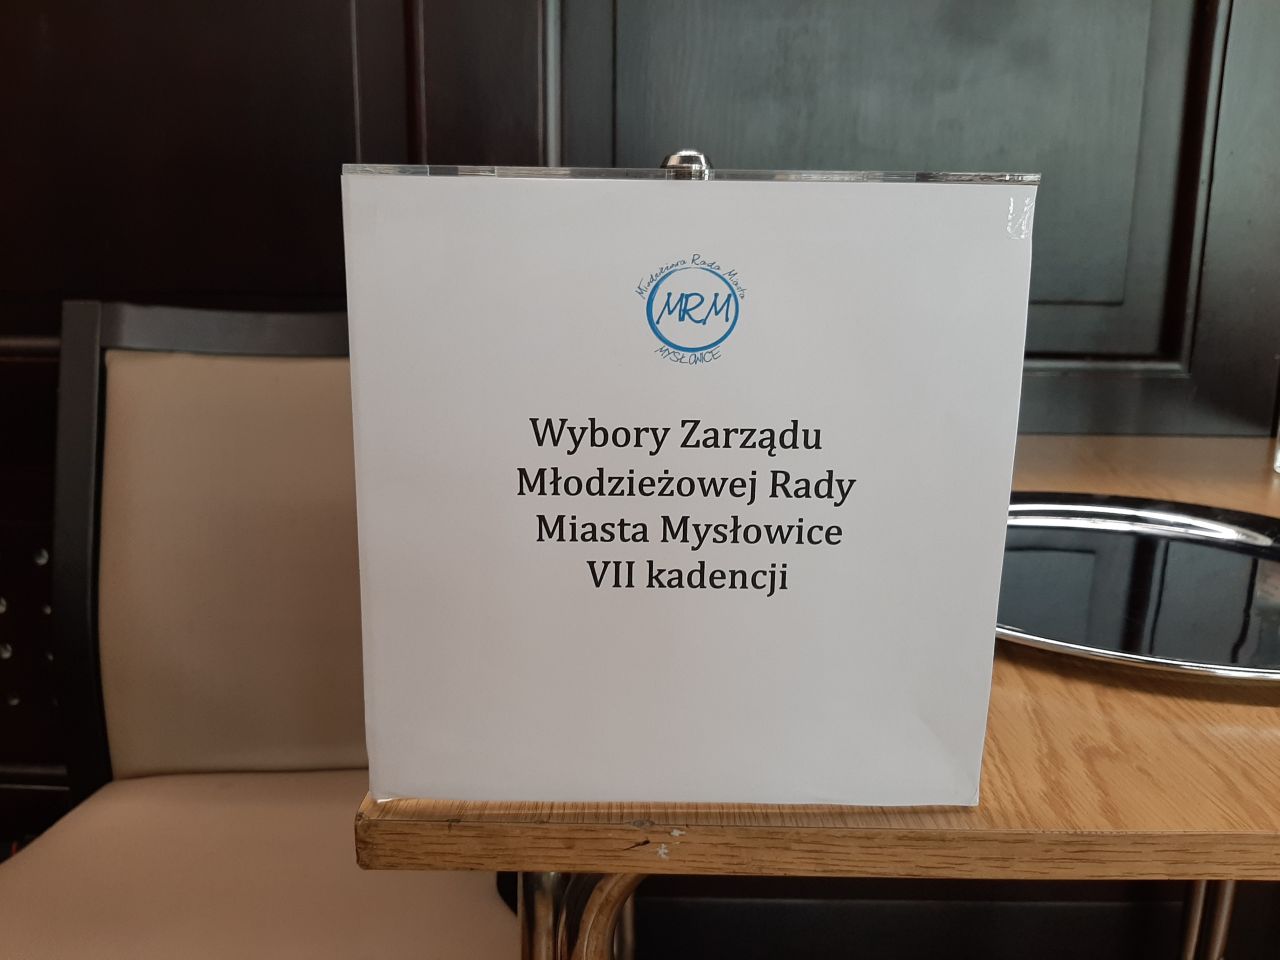 Młodzieżowa Rada Miasta
MRM
MYSŁOWICE
Wybory Zarządu
Młodzieżowej Rady
Miasta Mysłowice
VII kadencji